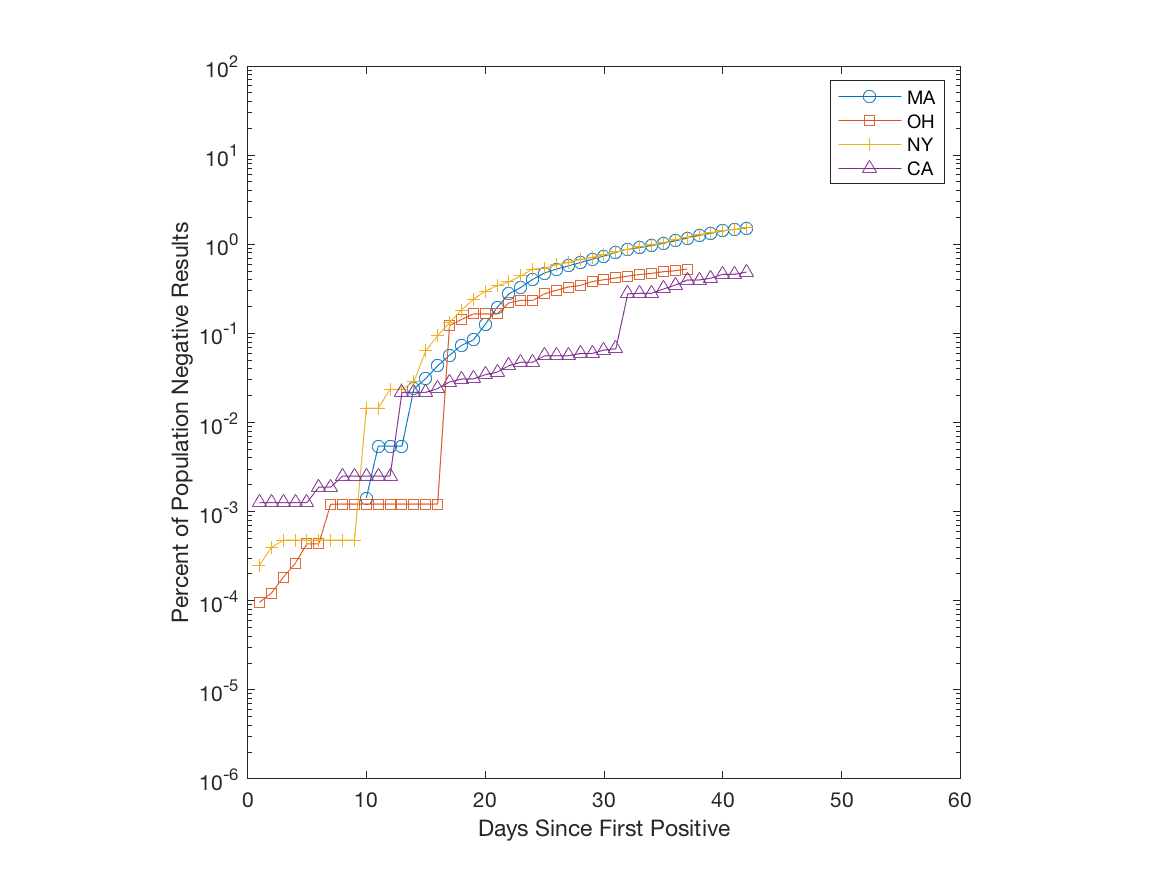 10^2
10^1
10^0
10^-1
10^-2
10^-3
10^-4
10^-5
10^-6
0 10 20 30 40 50 60
Days Since First Positive
Percent of Population Negative Results
MA
OH
NY
CA